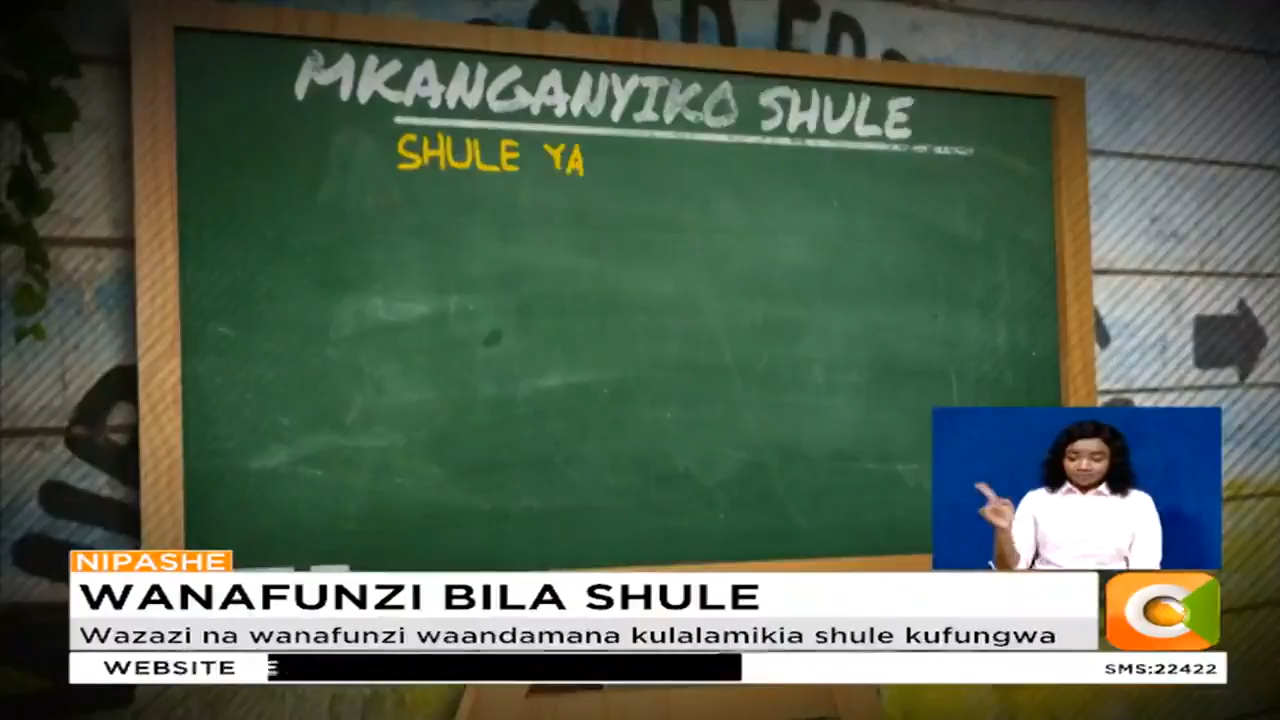 MKANGANYIKO SHULE
SHULE YA
NIPASHE
WANAFUNZI BILA SHULE
Wazazi na wanafunzi waandamana kulalamikia shule kufungwa
WEBSITE
SMS:22422